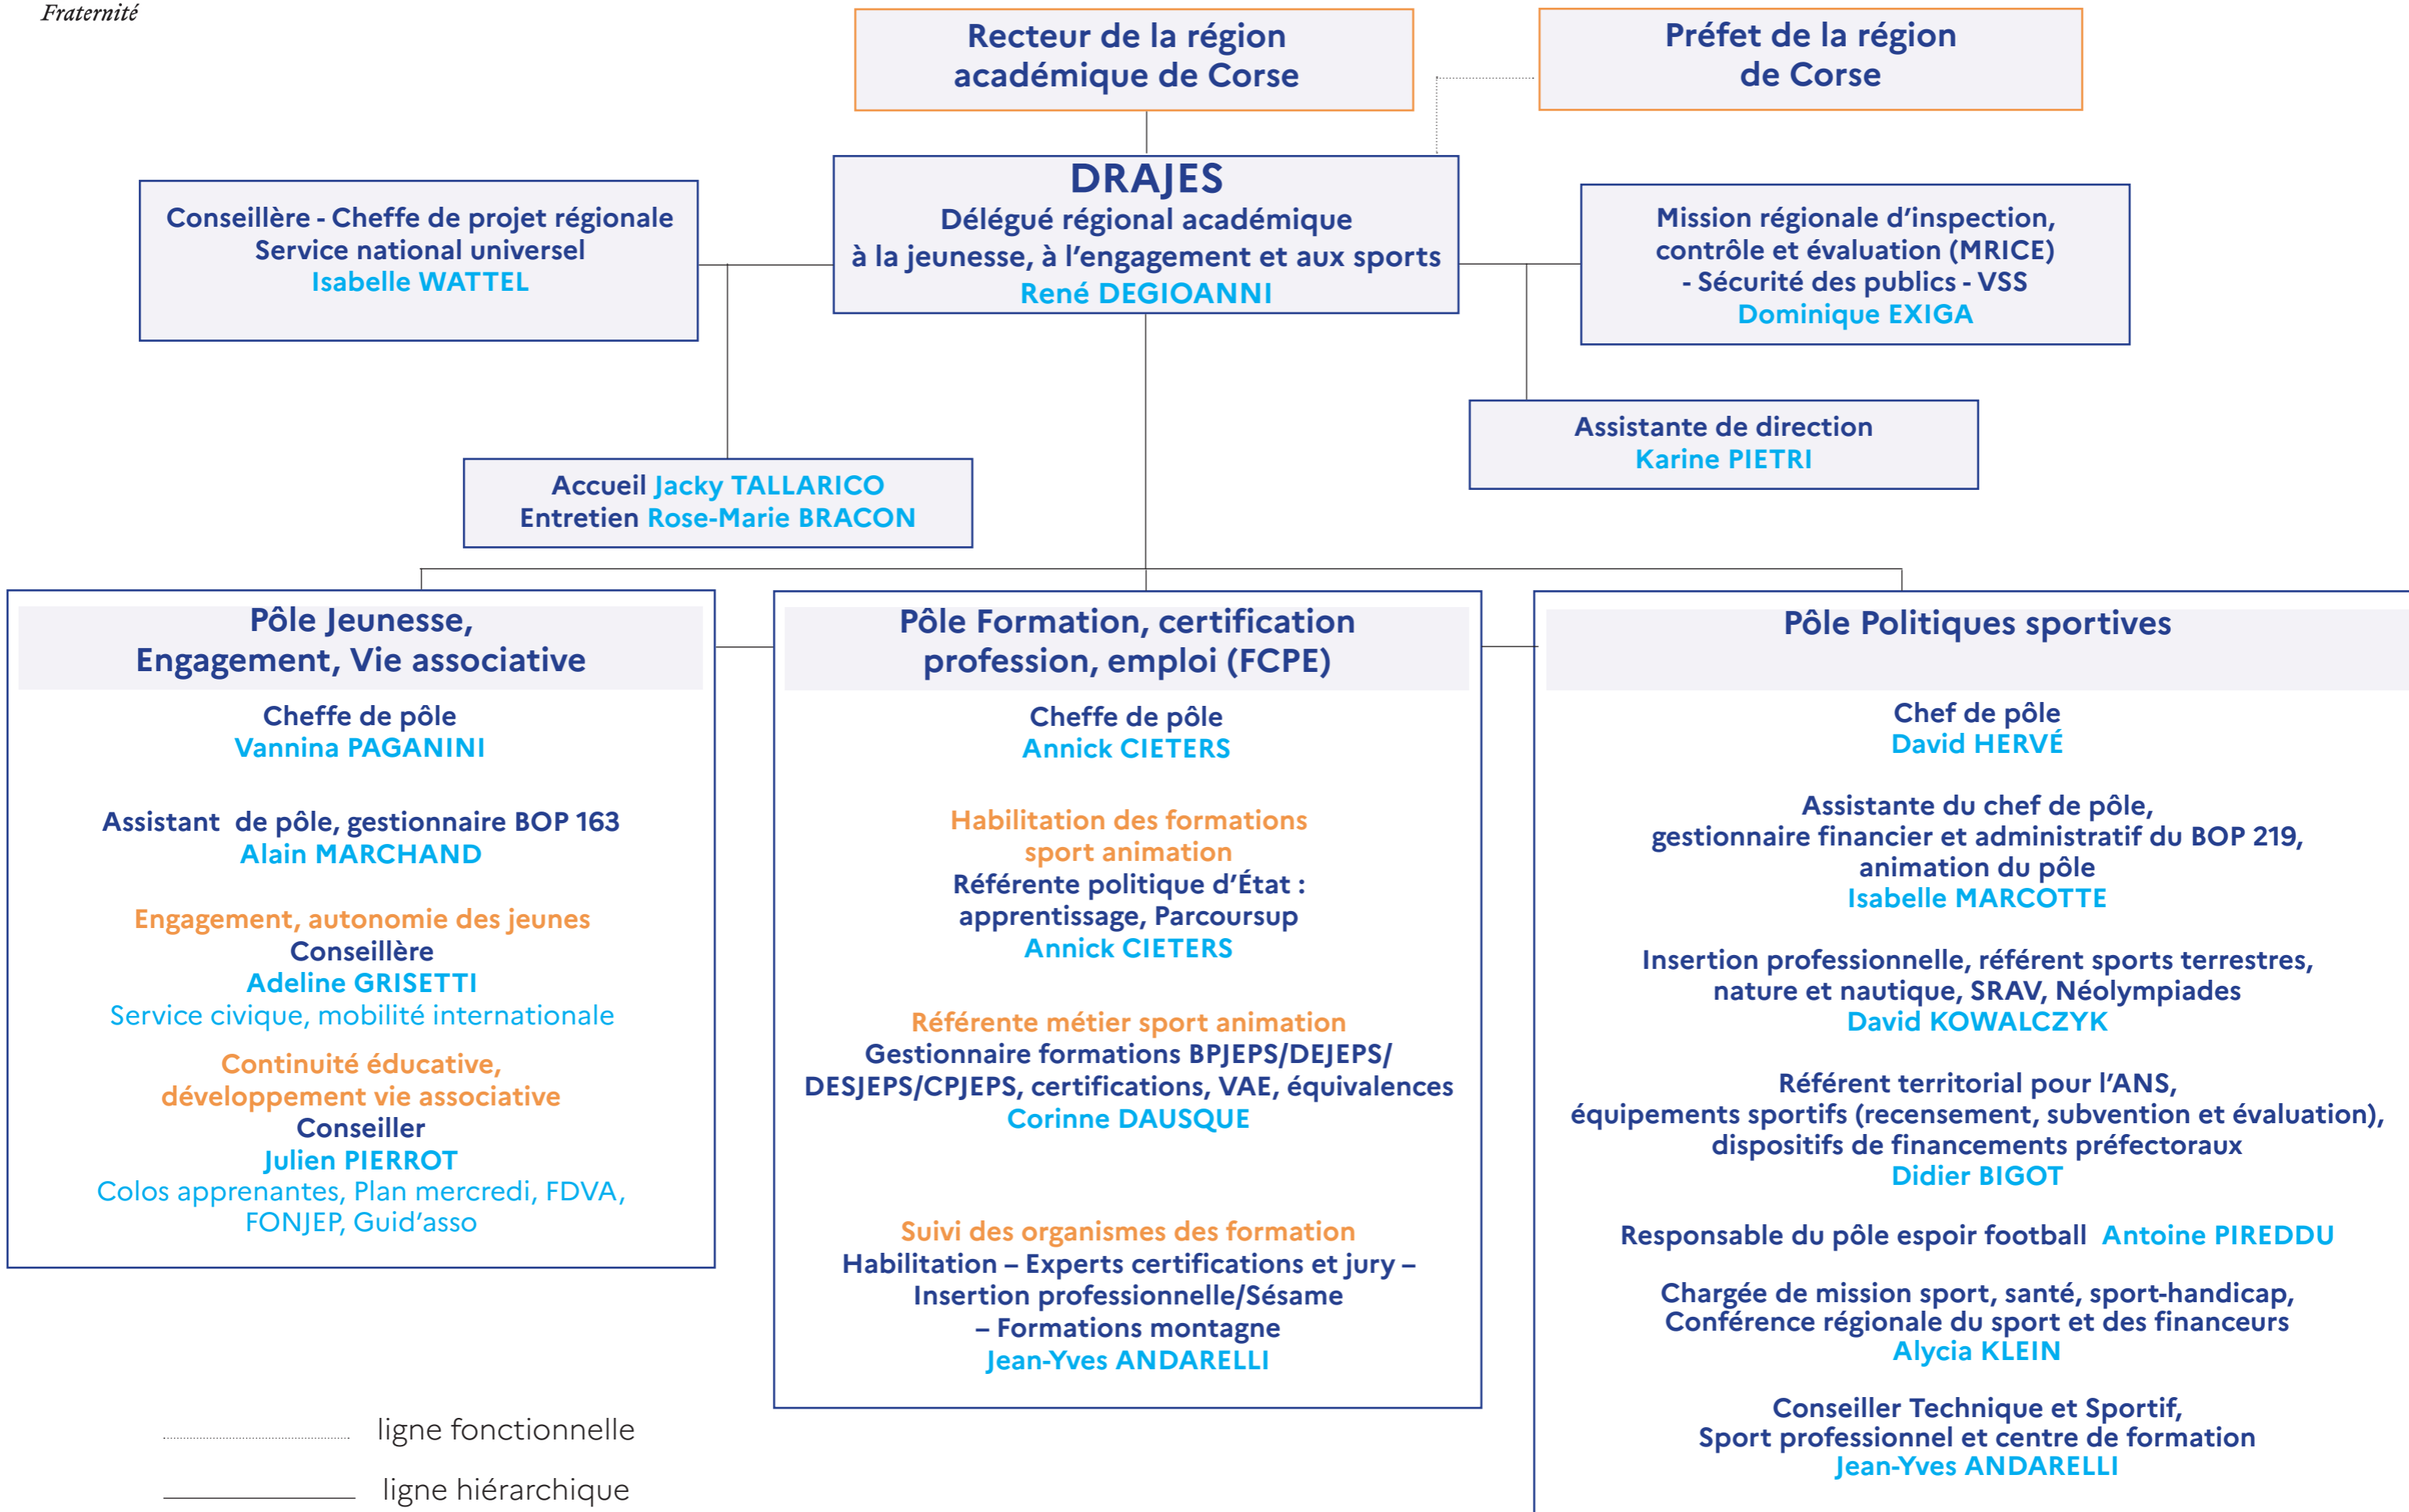 Fraternité
Recteur de la région
académique de Corse
Préfet de la région
de Corse
DRAJES
Délégué régional académique
à la jeunesse, à l'engagement et aux sports
René DEGIOANNI
Conseillère - Cheffe de projet régionale
Service national universel
Isabelle WATTEL
Mission régionale d'inspection,
contrôle et évaluation (MRICE)
- Sécurité des publics - VSS
Dominique EXIGA
Assistante de direction
Karine PIETRI
Accueil Jacky TALLARICO
Entretien Rose-Marie BRACON
Pôle Jeunesse,
Engagement, Vie associative
Cheffe de pôle
Vannina PAGANINI
Assistant de pôle, gestionnaire BOP 163
Alain MARCHAND
Engagement, autonomie des jeunes
Conseillère
Adeline GRISETTI
Service civique, mobilité internationale
Continuité éducative,
développement vie associative
Conseiller
Julien PIERROT
Colos apprenantes, Plan mercredi, FDVA,
FONJEP, Guid'asso
Pôle Formation, certification
profession, emploi (FCPE)
Cheffe de pôle
Annick CIETERS
Habilitation des formations
sport animation
Référente politique d'État :
apprentissage, Parcoursup
Annick CIETERS
Référente métier sport animation
Gestionnaire formations BPJEPS/DEJEPS/
DESJEPS/CPJEPS, certifications, VAE, équivalences
Corinne DAUSQUE
Suivi des organismes des formation
Habilitation – Experts certifications et jury –
Insertion professionnelle/Sésame
– Formations montagne
Jean-Yves ANDARELLI
Pôle Politiques sportives
Chef de pôle
David HERVÉ
Assistante du chef de pôle,
gestionnaire financier et administratif du BOP 219,
animation du pôle
Isabelle MARCOTTE
Insertion professionnelle, référent sports terrestres,
nature et nautique, SRAV, Néolympiades
David KOWALCZYK
Référent territorial pour l'ANS,
équipements sportifs (recensement, subvention et évaluation),
dispositifs de financements préfectoraux
Didier BIGOT
Responsable du pôle espoir football Antoine PIREDDU
Chargée de mission sport, santé, sport-handicap,
Conférence régionale du sport et des financeurs
Alycia KLEIN
Conseiller Technique et Sportif,
Sport professionnel et centre de formation
Jean-Yves ANDARELLI
ligne fonctionnelle
ligne hiérarchique